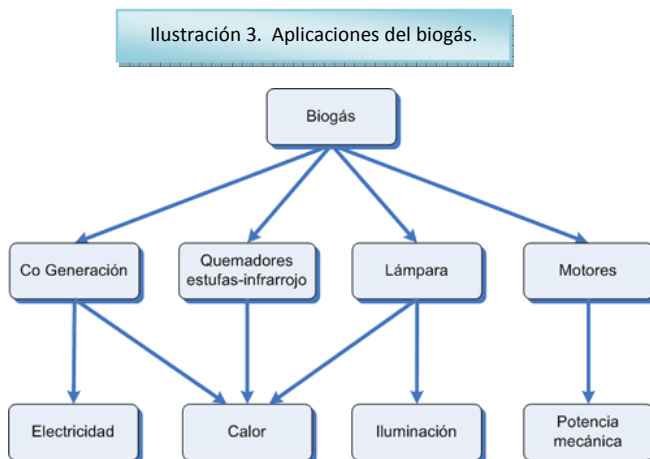 Ilustración 3. Aplicaciones del biogás.
Biogás
Co Generación
Quemadores
estufas-infrarrojo
Lámpara
Motores
Electricidad
Calor
Iluminación
Potencia
mecánica